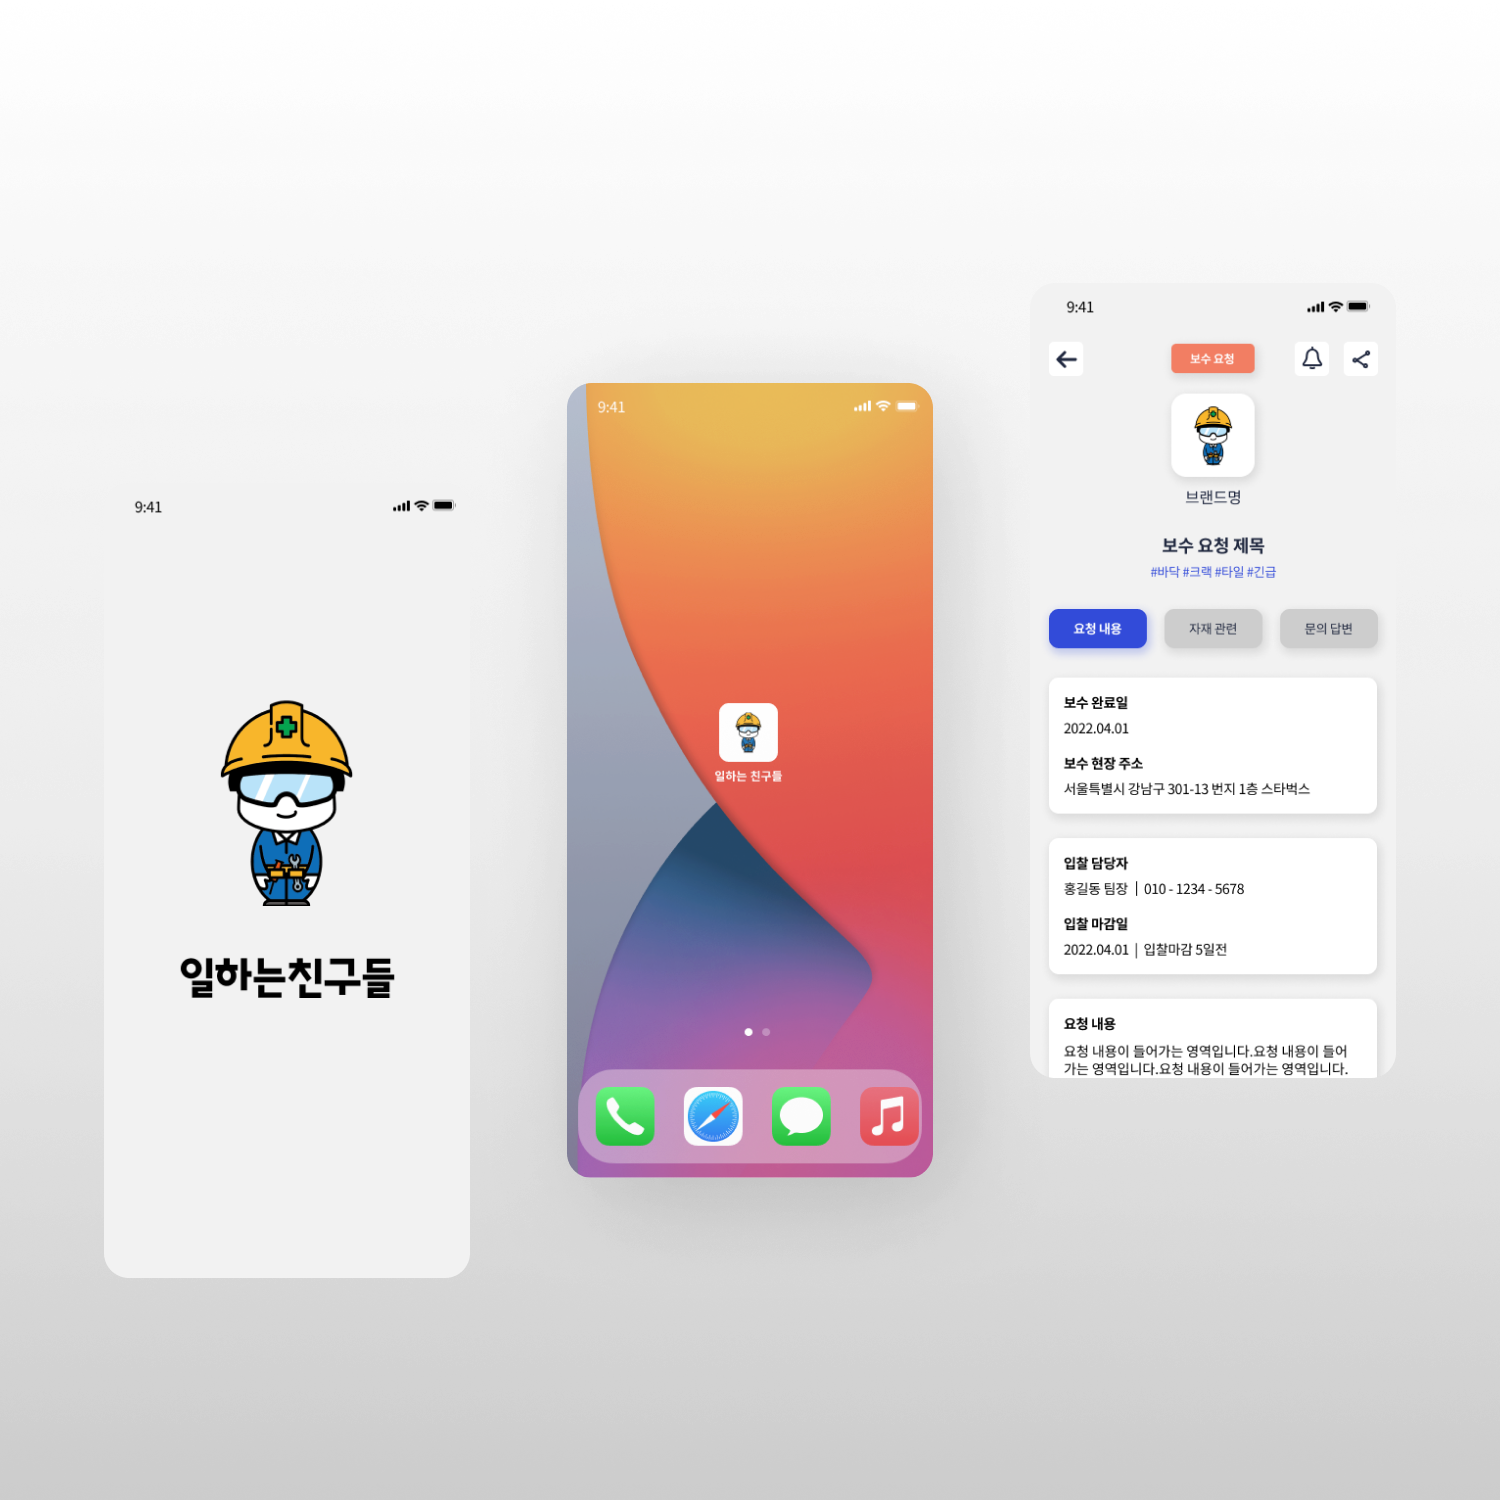 9:41
일하는친구들
9:41
일하는 친구들
9:41
보수 요청
브랜드명
보수 요청 제목
#바닥 #크랙 #타일 #긴급
요청 내용
자재 관련
문의 답변
보수 완료일
2022.04.01
보수 현장 주소
서울특별시 강남구 301-13 번지 1층 스타벅스
입찰 담당자
홍길동 팀장 | 010 - 1234 - 5678
입찰 마감일
2022.04.01 | 입찰마감 5일전
요청 내용
요청 내용이 들어가는 영역입니다.요청 내용이 들어
가는 영역입니다.요청 내용이 들어가는 영역입니다.